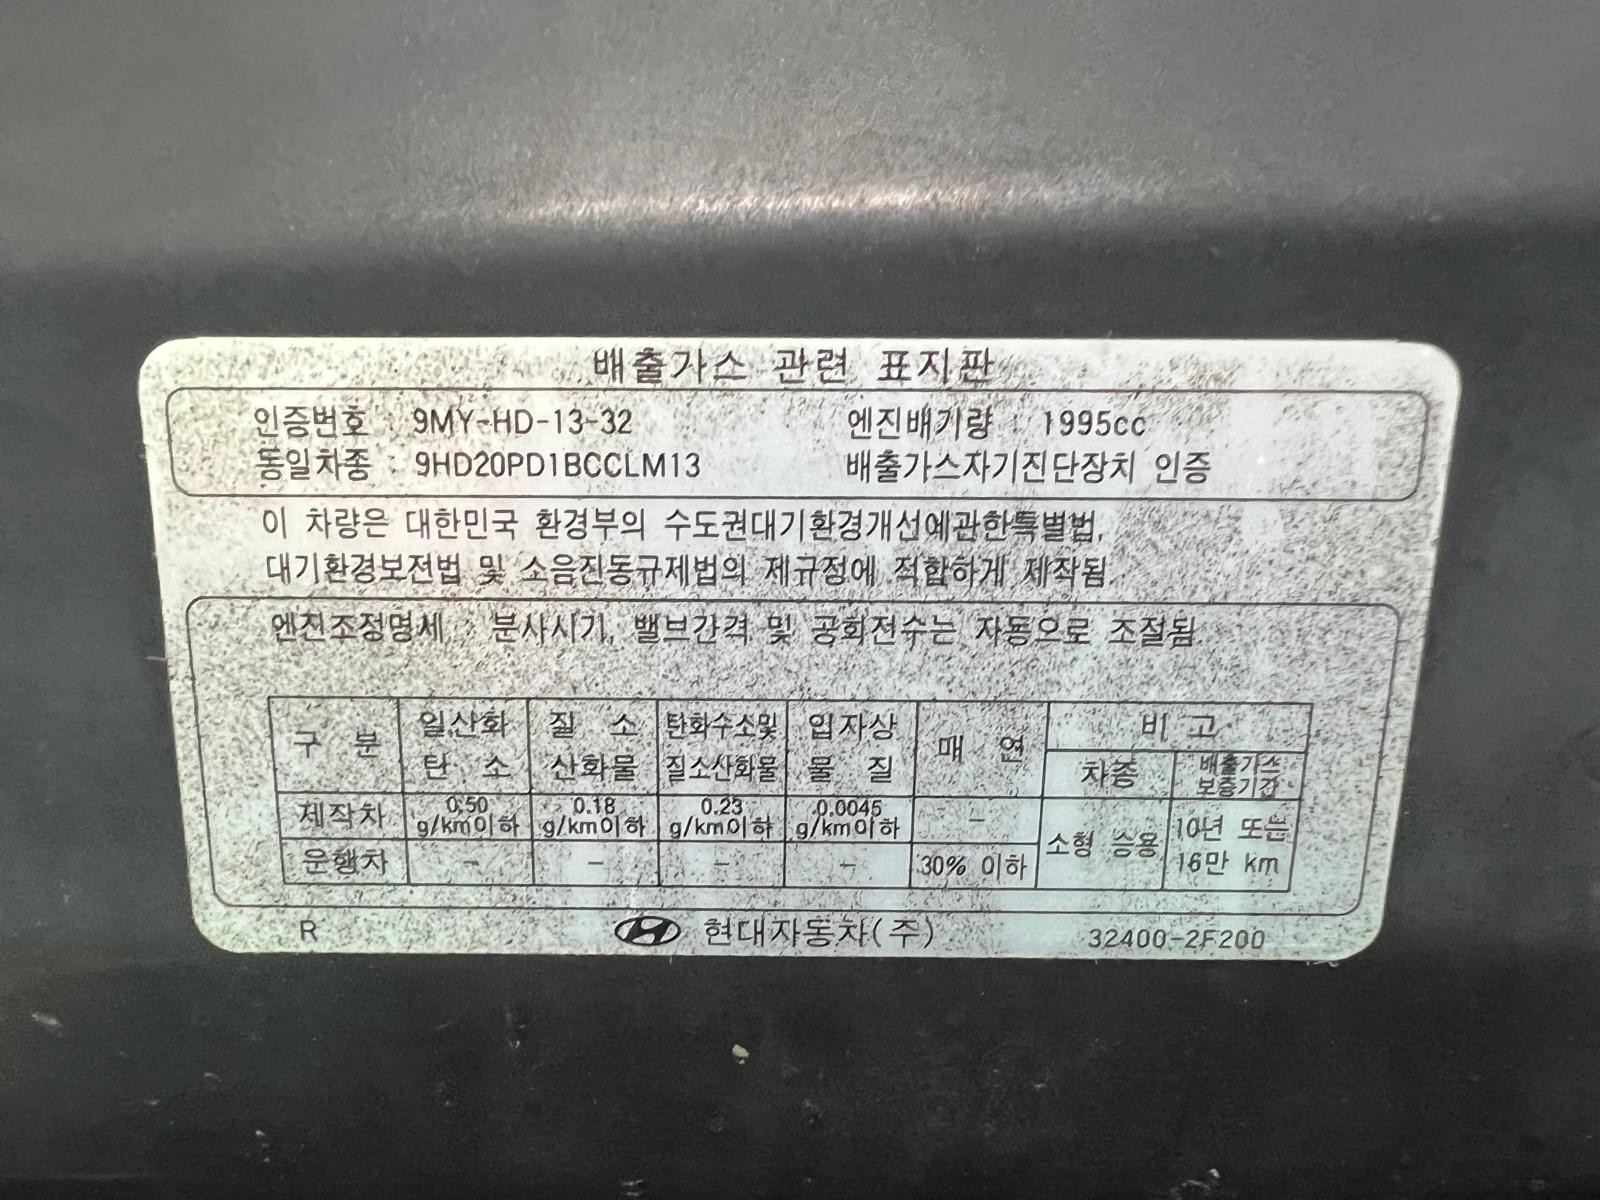 배출가스 관련 표지판
인증번호 : 9MY-HD-13-32 엔진배기량 : 1995cc
동일차종 : 9HD20PD1BCCLM13 배출가스자기진단장치 인증
이 차량은 대한민국 환경부의 수도권대기환경개선에관한특별법,
대기환경보전법 및 소음진동규제법의 제규정에 적합하게 제작됨.
엔진조정명세 : 분사시기, 밸브간격 및 공회전수는 자동으로 조절됨.
구 분 일산화 탄 소 질 소 산화물 탄화수소및 질소산화물 입자상 물 질 매 연 비 고
차종 배출가스 보증기간
제작차 0.50 g/km이하 0.18 g/km이하 0.23 g/km이하 0.0045 g/km이하 - 소형 승용 10년 또는 16만 km
운행차 - - - - 30% 이하
R 현대자동차(주) 32400-2F200